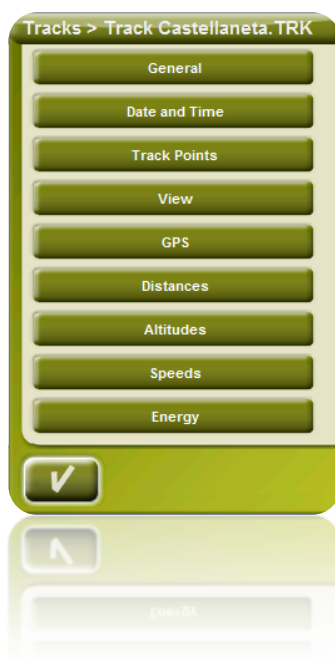 Tracks > Track Castellaneta.TRK
General
Date and Time
Track Points
View
GPS
Distances
Altitudes
Speeds
Energy